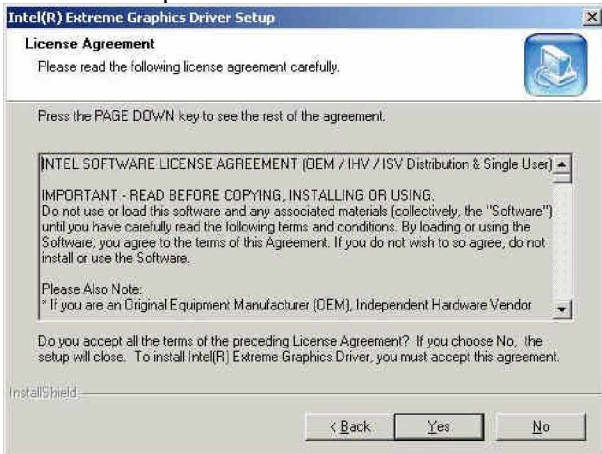 Intel(R) Extreme Graphics Driver Setup
License Agreement
Please read the following license agreement carefully.
Press the PAGE DOWN key to see the rest of the agreement.
INTEL SOFTWARE LICENSE AGREEMENT (OEM / IHV / ISV Distribution & Single User)
IMPORTANT - READ BEFORE COPYING, INSTALLING OR USING.
Do not use or load this software and any associated materials (collectively, the "Software")
until you have carefully read the following terms and conditions. By loading or using the
Software, you agree to the terms of this Agreement. If you do not wish to so agree, do not
install or use the Software.
Please Also Note:
* If you are an Original Equipment Manufacturer (OEM), Independent Hardware Vendor
Do you accept all the terms of the preceding License Agreement? If you choose No, the
setup will close. To install Intel(R) Extreme Graphics Driver, you must accept this agreement.
InstallShield
< Back Yes No